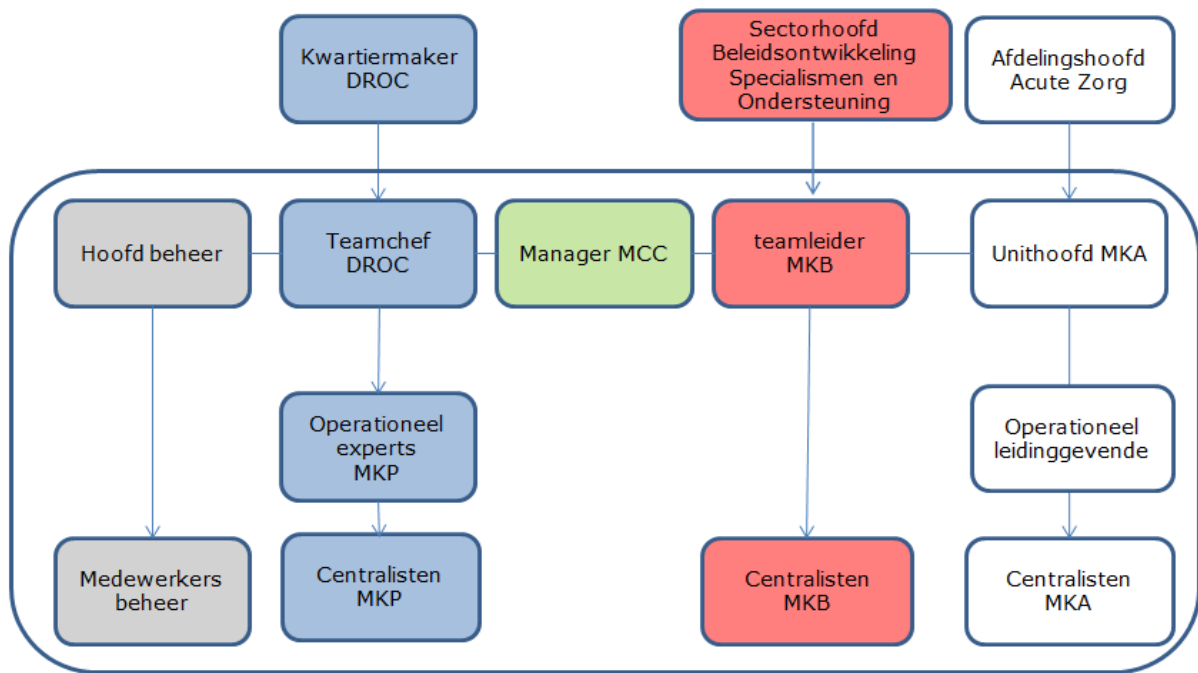 Kwartiermaker
DROC
Sectorhoofd
Beleidsontwikkeling
Specialismen en
Ondersteuning
Afdelingshoofd
Acute Zorg
Hoofd beheer
Teamchef
DROC
Manager MCC
teamleider
MKB
Unithoofd MKA
Operationeel
experts
MKP
Operationeel
leidinggevende
Medewerkers
beheer
Centralisten
MKP
Centralisten
MKB
Centralisten
MKA